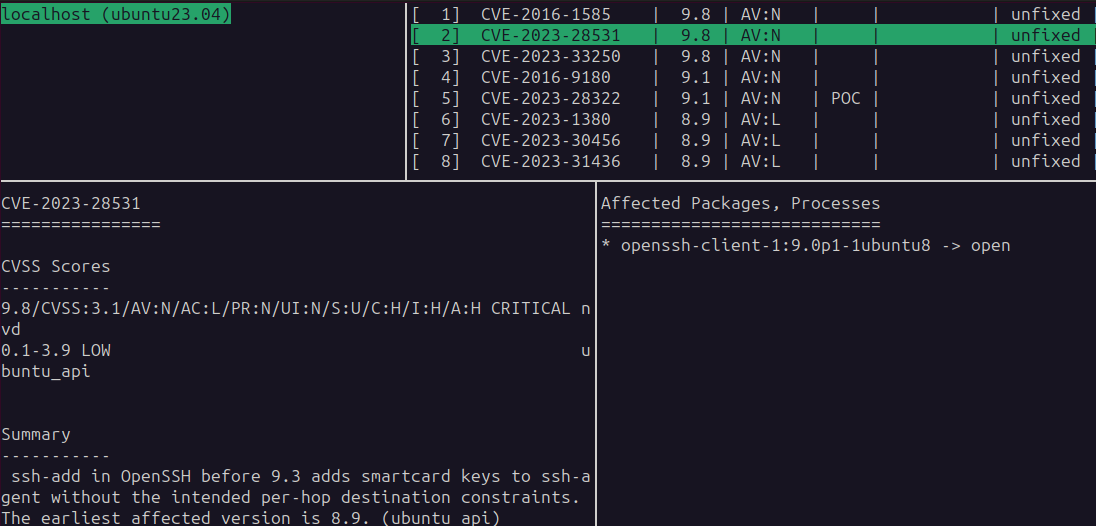 localhost (ubuntu23.04)
[  1]  CVE-2016-1585    |  9.8 | AV:N   |     |           | unfixed |
[  2]  CVE-2023-28531   |  9.8 | AV:N   |     |           | unfixed |
[  3]  CVE-2023-33250   |  9.8 | AV:N   |     |           | unfixed |
[  4]  CVE-2016-9180    |  9.1 | AV:N   |     |           | unfixed |
[  5]  CVE-2023-28322   |  9.1 | AV:N   | POC |           | unfixed |
[  6]  CVE-2023-1380    |  8.9 | AV:L   |     |           | unfixed |
[  7]  CVE-2023-30456   |  8.9 | AV:L   |     |           | unfixed |
[  8]  CVE-2023-31436   |  8.9 | AV:L   |     |           | unfixed |
CVE-2023-28531
================
CVSS Scores
-----------
9.8/CVSS:3.1/AV:N/AC:L/PR:N/UI:N/S:U/C:H/I:H/A:H CRITICAL n
vd
0.1-3.9 LOW                                               u
buntu_api
Summary
-----------
ssh-add in OpenSSH before 9.3 adds smartcard keys to ssh-a
gent without the intended per-hop destination constraints.
The earliest affected version is 8.9. (ubuntu_api)
Affected Packages, Processes
============================
* openssh-client-1:9.0p1-1ubuntu8 -> open